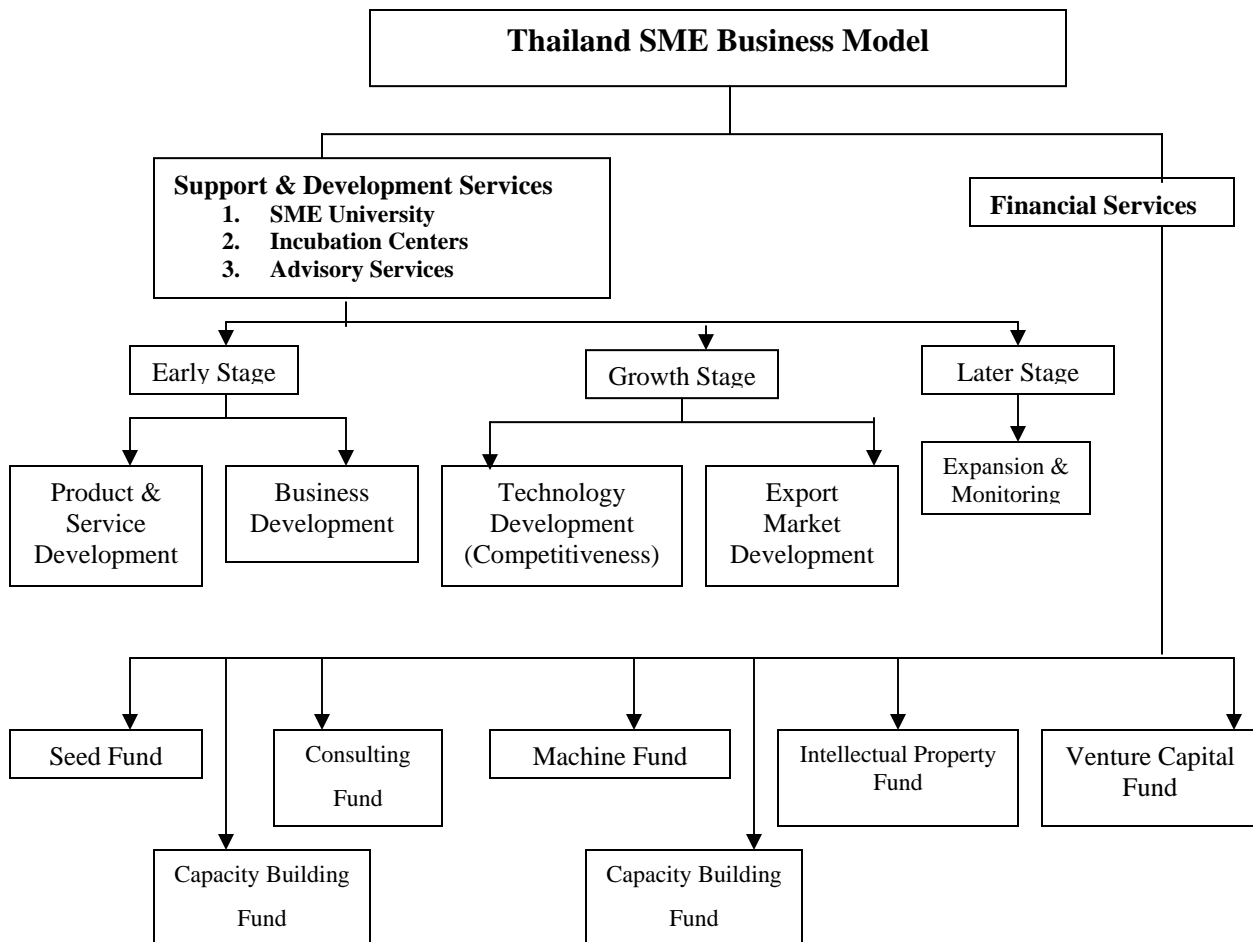 Thailand SME Business Model
Support & Development Services
1. SME University
2. Incubation Centers
3. Advisory Services
Financial Services
Early Stage
Growth Stage
Later Stage
Product &
Service
Development
Business
Development
Technology
Development
(Competitiveness)
Export
Market
Development
Expansion &
Monitoring
Seed Fund
Consulting
Fund
Machine Fund
Intellectual Property
Fund
Venture Capital
Fund
Capacity Building
Fund
Capacity Building
Fund